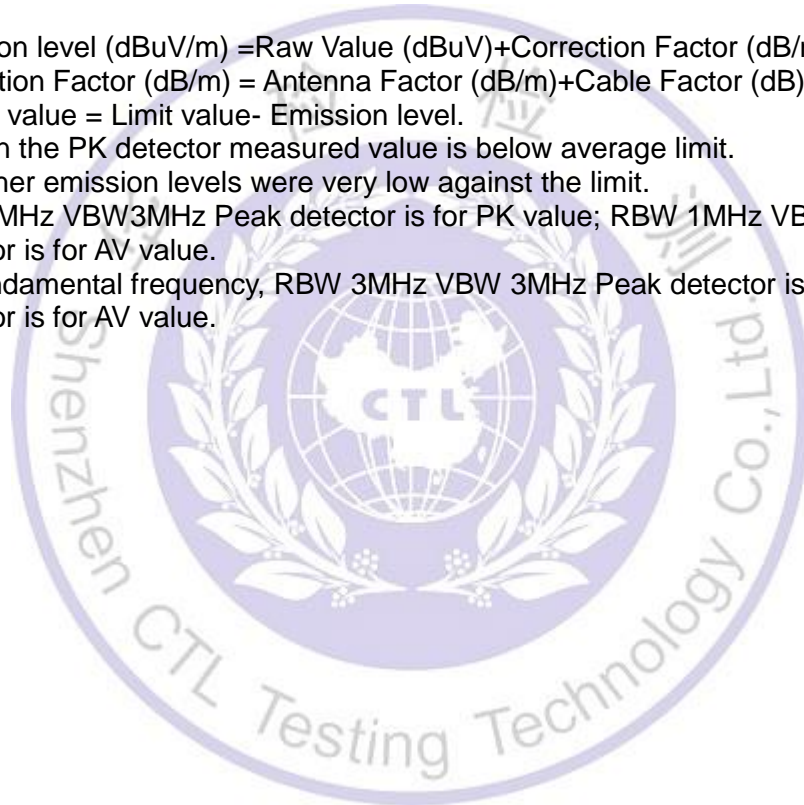 on level (dBuV/m) =Raw Value (dBuV)+Correction Factor (dB/
tion Factor (dB/m) = Antenna Factor (dB/m)+Cable Factor (dB)
value = Limit value- Emission level.
n the PK detector measured value is below average limit.
her emission levels were very low against the limit.
MHz VBW3MHz Peak detector is for PK value; RBW 1MHz VB
or is for AV value.
ndamental frequency, RBW 3MHz VBW 3MHz Peak detector is
or is for AV value.
CTL
Shenzhen CTL Testing Technology Co.,Ltd.
检
测